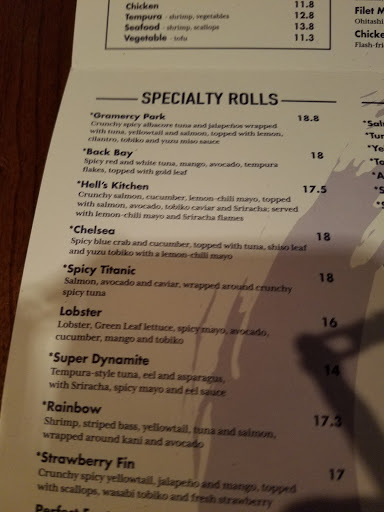 Chicken 11.8
Tempura - shrimp, vegetables 12.8
Seafood - shrimp, scallops 13.8
Vegetable - tofu 11.3
Filet M
Ohitashi
Chicke
Flash-fri
SPECIALTY ROLLS
*Gramercy Park 18.8
Crunchy spicy albacore tuna and jalapeños wrapped
with tuna, yellowtail and salmon, topped with lemon,
cilantro, tobiko and yuzu miso sauce
*Back Bay 18
Spicy red and white tuna, mango, avocado, tempura
flakes, topped with gold leaf
*Hell's Kitchen 17.5
Crunchy salmon, cucumber, lemon-chili mayo, topped
with salmon, avocado, tobiko caviar and Sriracha; served
with lemon-chili mayo and Sriracha flames
*Chelsea 18
Spicy blue crab and cucumber, topped with tuna, shiso leaf
and yuzu tobiko with a lemon-chili mayo
*Spicy Titanic 18
Salmon, avocado and caviar, wrapped around crunchy
spicy tuna
Lobster 16
Lobster, Green Leaf lettuce, spicy mayo, avocado,
cucumber, mango and tobiko
*Super Dynamite 14
Tempura-style tuna, eel and asparagus,
with Sriracha, spicy mayo and eel sauce
*Rainbow 17.3
Shrimp, striped bass, yellowtail, tuna and salmon,
wrapped around kani and avocado
*Strawberry Fin 17
Crunchy spicy yellowtail, jalapeño and mango, topped
with scallops, wasabi tobiko and fresh strawberry
*Sal
*Tu
*Ye